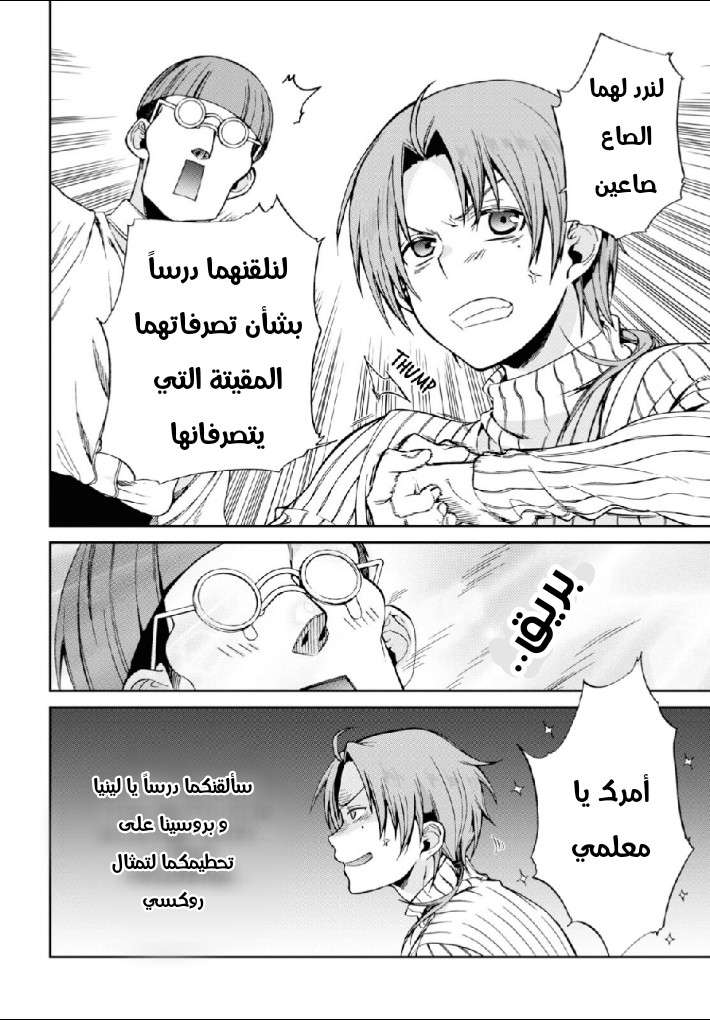 لنرد لهما
الصاع
صاعين
لنلقنهما درساً
بشأن تصرفاتهما
المقيتة التي
يتصرفانها
THUMP
بريق..
أمرك يا
معلمي
سألقنكما درساً يا لينيا
و بروسينا على
تحطيمكما لتمثال
روكسي